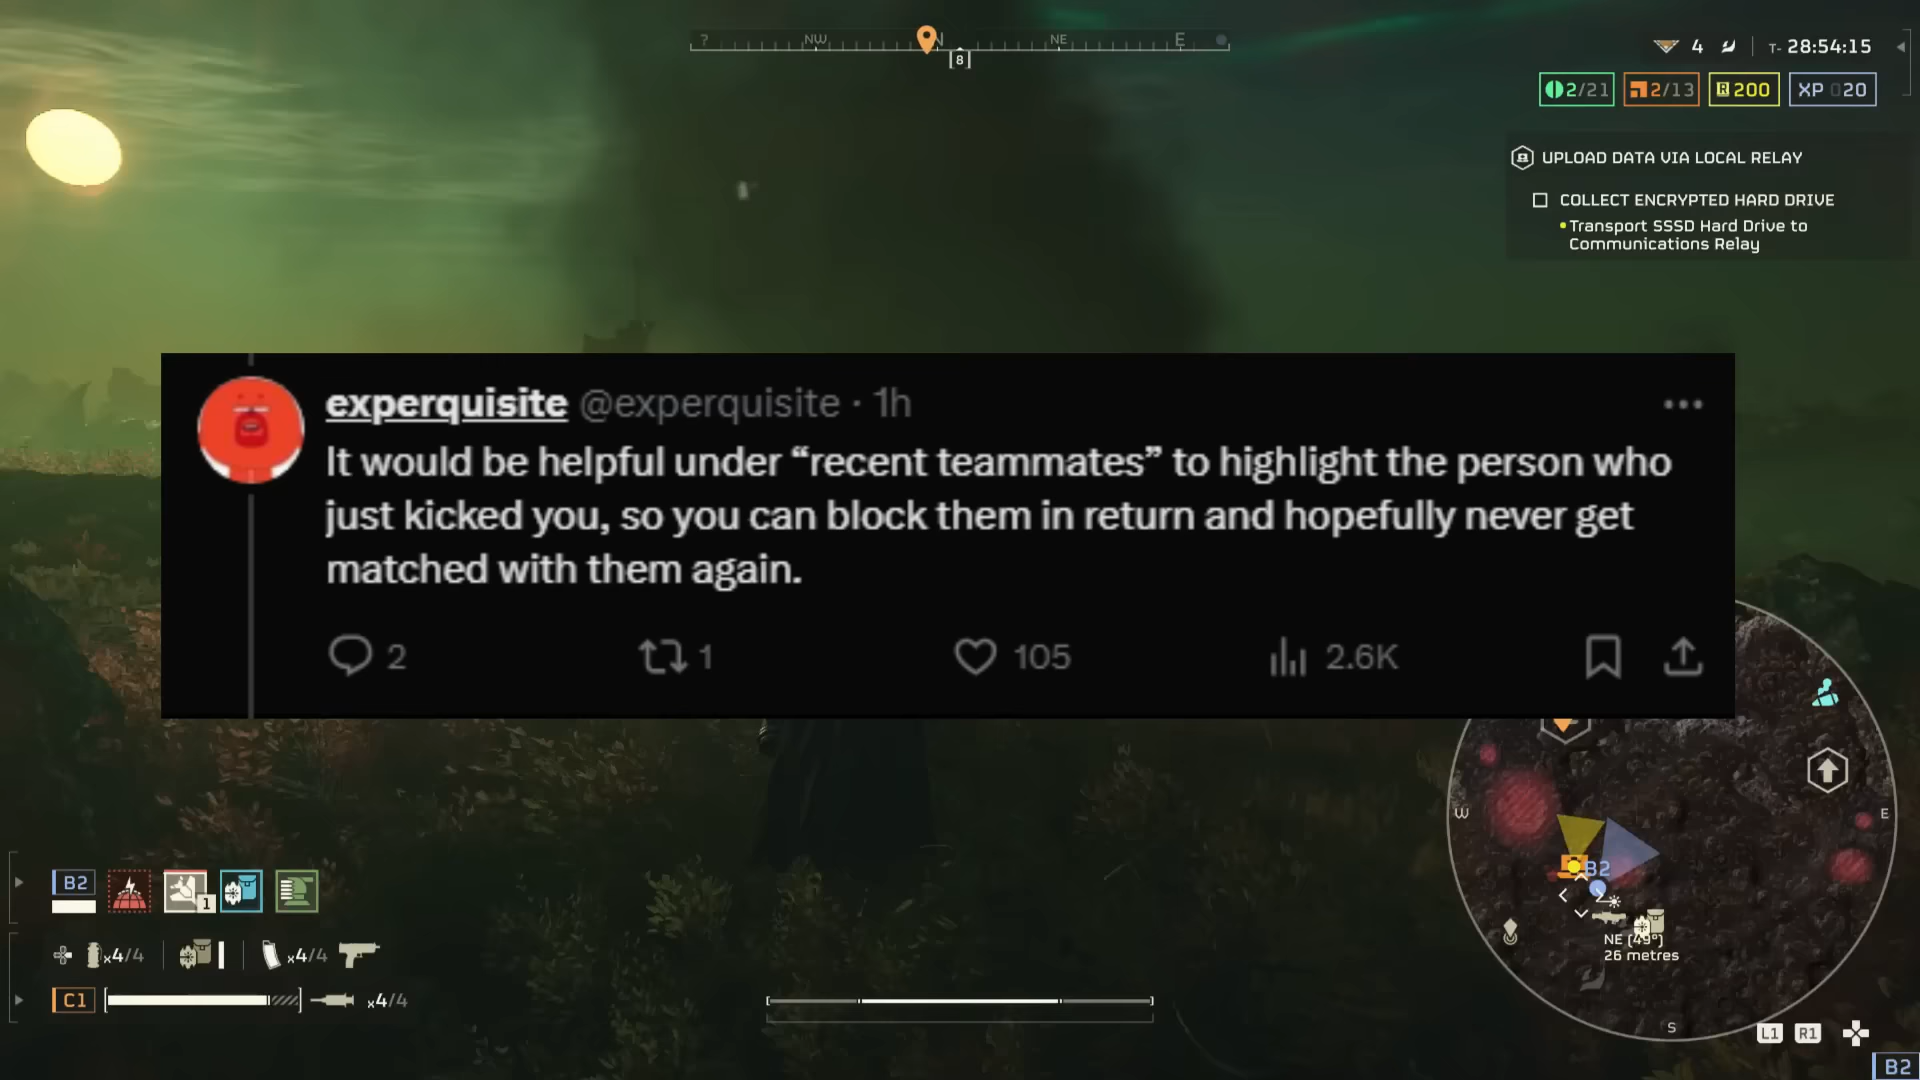 ? NW N NE E
[8]
4 T- 28:54:15
2/21 2/13 R 200 XP 020
UPLOAD DATA VIA LOCAL RELAY
COLLECT ENCRYPTED HARD DRIVE
Transport SSSD Hard Drive to
Communications Relay
experquisite @experquisite · 1h
It would be helpful under “recent teammates” to highlight the person who
just kicked you, so you can block them in return and hopefully never get
matched with them again.
2 1 105 2.6K
W E
B2
NE (49°)
26 metres
S
B2 1
x4/4 x4/4
C1 x4/4
L1 R1
B2